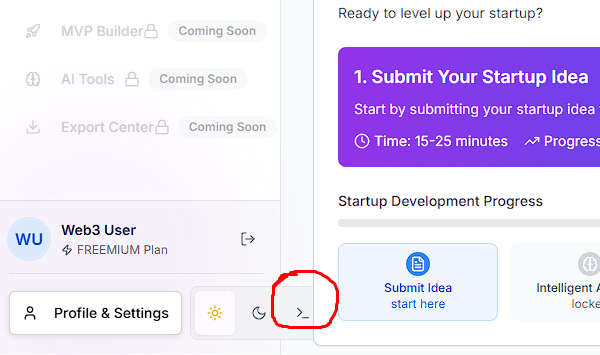 Ready to level up your startup?
MVP Builder Coming Soon
AI Tools Coming Soon
Export Center Coming Soon
1. Submit Your Startup Idea
Start by submitting your startup idea
Time: 15-25 minutes Progress
Startup Development Progress
Web3 User
WU
FREEMIUM Plan
Submit Idea
start here
Intelligent A
locke
Profile & Settings